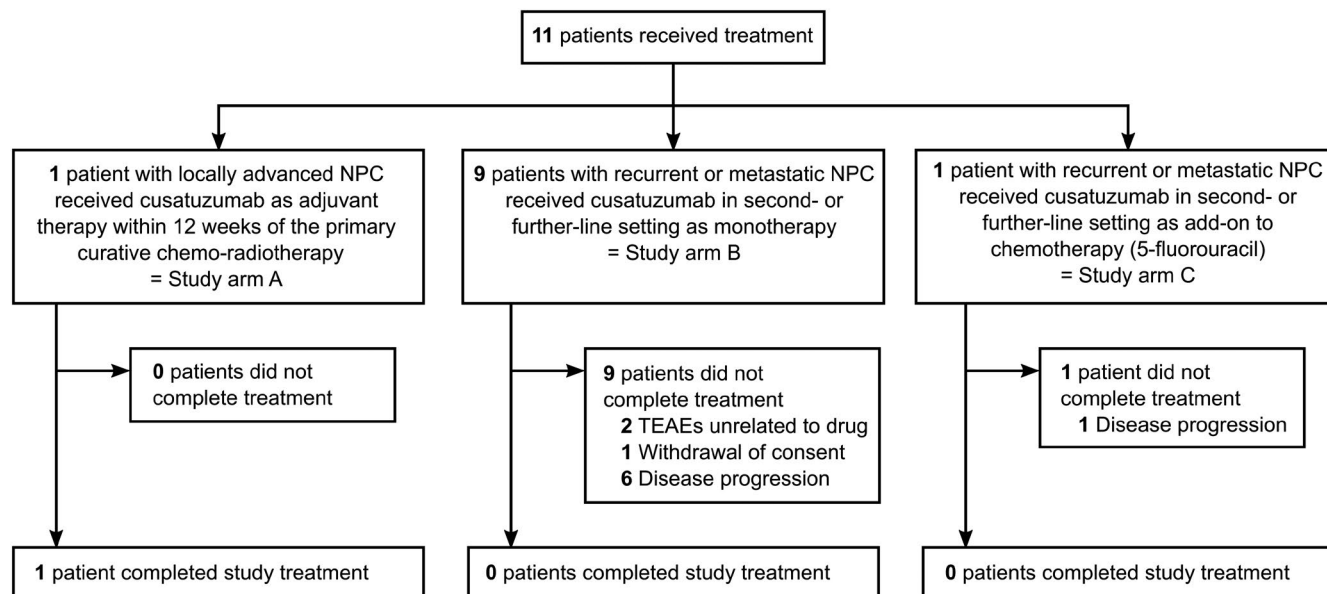 11 patients received treatment
1 patient with locally advanced NPC
received cusatuzumab as adjuvant
therapy within 12 weeks of the primary
curative chemo-radiotherapy
= Study arm A
9 patients with recurrent or metastatic NPC
received cusatuzumab in second- or
further-line setting as monotherapy
= Study arm B
1 patient with recurrent or metastatic NPC
received cusatuzumab in second- or
further-line setting as add-on to
chemotherapy (5-fluorouracil)
= Study arm C
0 patients did not
complete treatment
9 patients did not
complete treatment
2 TEAEs unrelated to drug
1 Withdrawal of consent
6 Disease progression
1 patient did not
complete treatment
1 Disease progression
1 patient completed study treatment
0 patients completed study treatment
0 patients completed study treatment